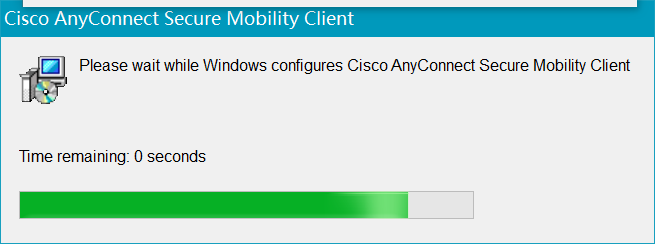 Cisco AnyConnect Secure Mobility Client
Please wait while Windows configures Cisco AnyConnect Secure Mobility Client
Time remaining: 0 seconds